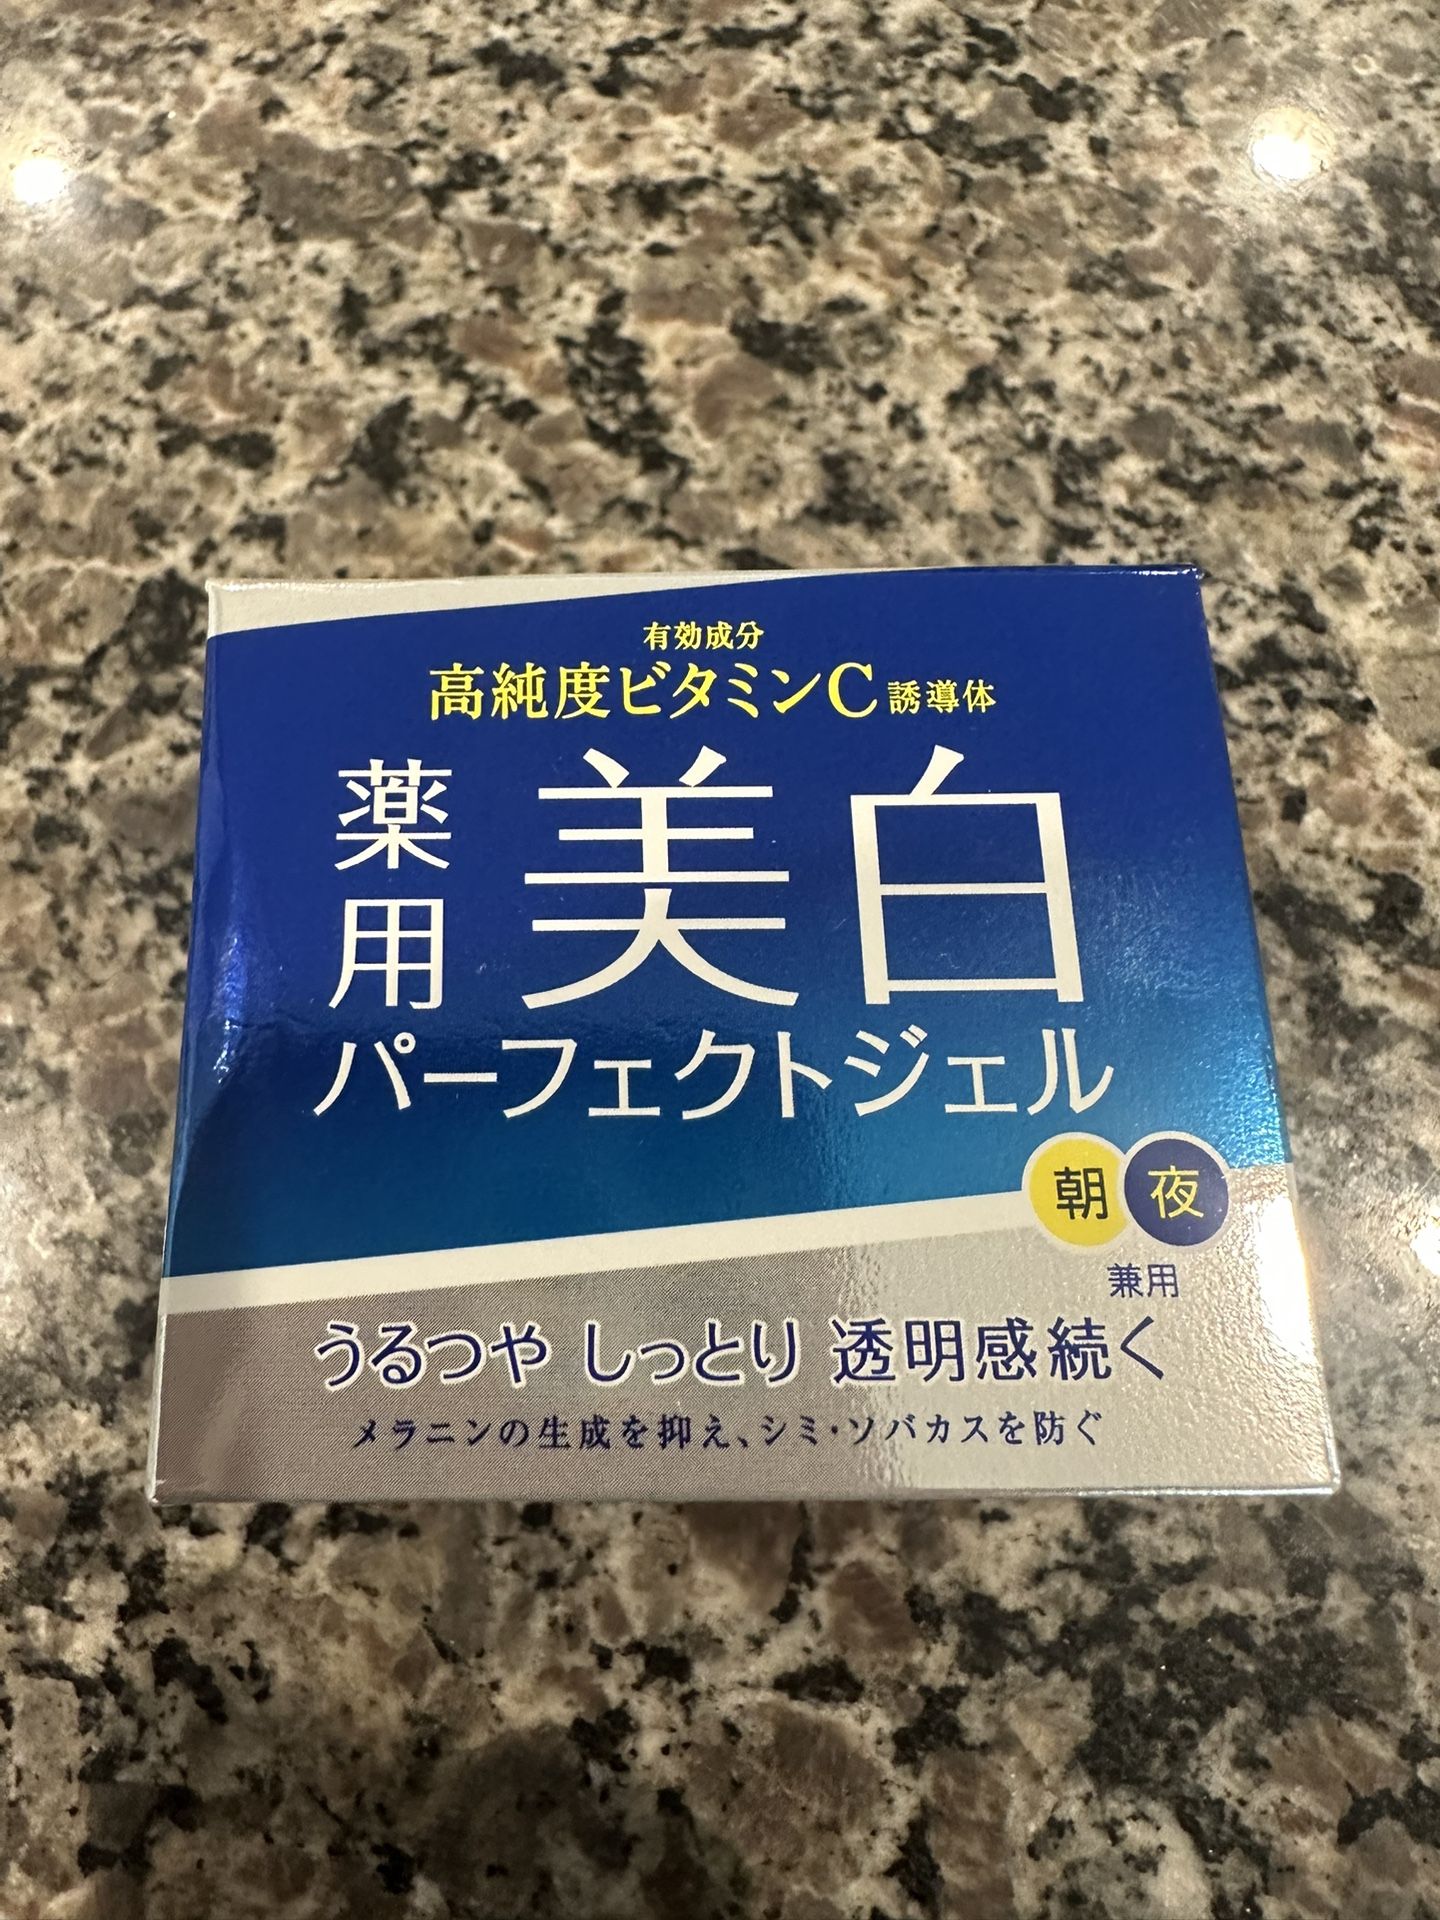 有効成分
高純度ビタミンC誘導体
薬用 美白
パーフェクトジェル
朝 夜
兼用
うるつや しっとり 透明感続く
メラニンの生成を抑え、シミ・ソバカスを防ぐ